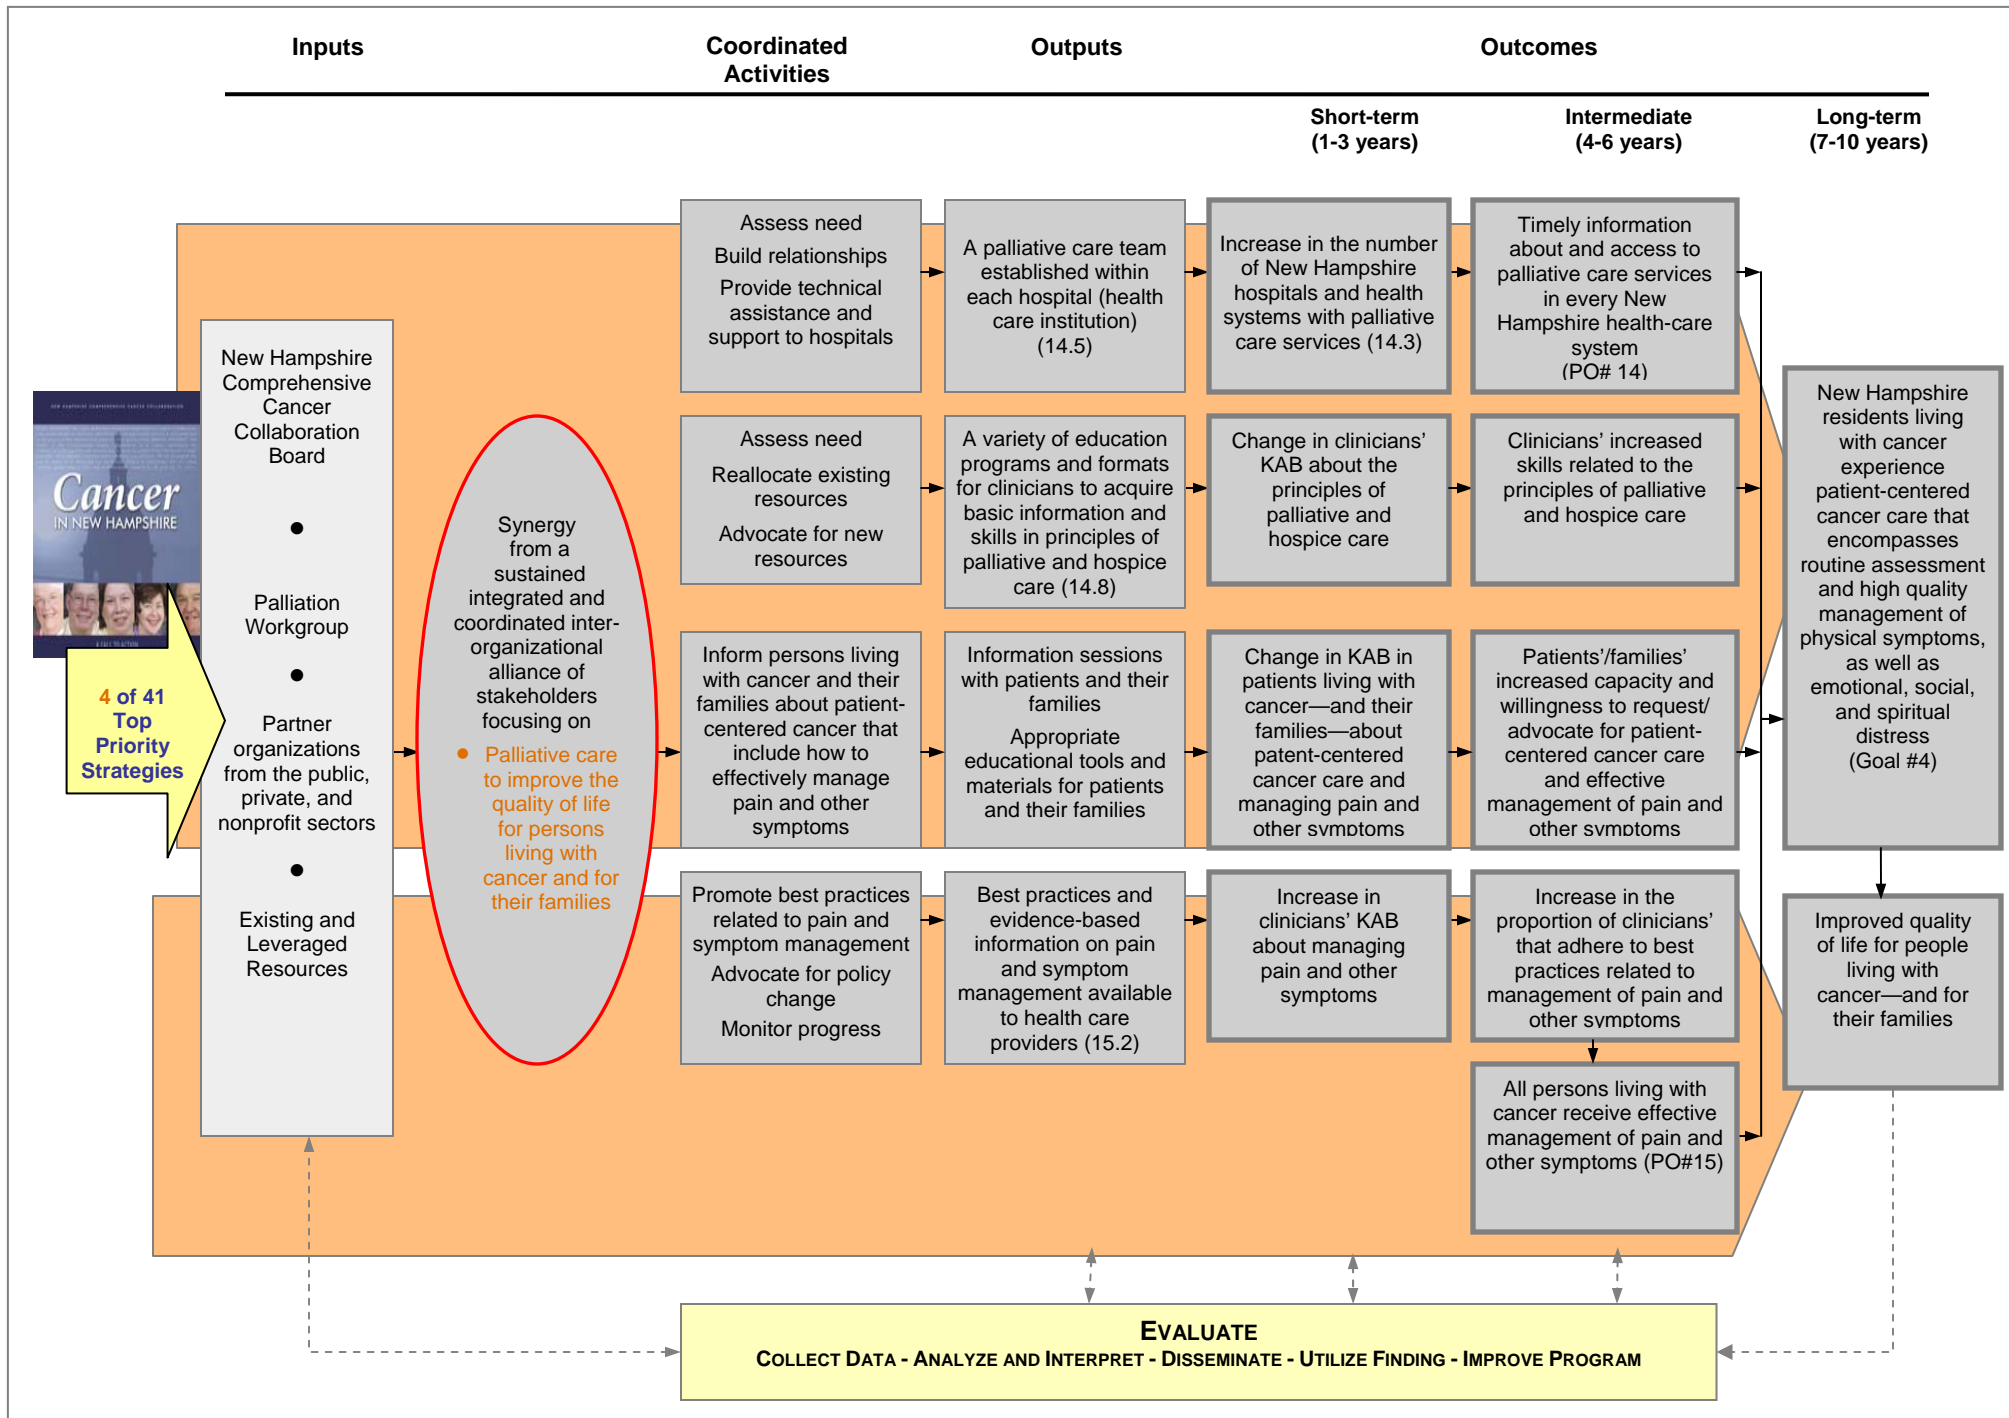 Inputs
Coordinated
Activities
Outputs
Outcomes
Short-term
(1-3 years)
Intermediate
(4-6 years)
Long-term
(7-10 years)
NEW HAMPSHIRE COMPREHENSIVE CANCER COLLABORATION
Cancer
IN NEW HAMPSHIRE
A CALL TO ACTION
4 of 41
Top
Priority
Strategies
New Hampshire
Comprehensive
Cancer
Collaboration
Board
●
Palliation
Workgroup
●
Partner
organizations
from the public,
private, and
nonprofit sectors
●
Existing and
Leveraged
Resources
Synergy
from a
sustained
integrated and
coordinated inter-
organizational
alliance of
stakeholders
focusing on
● Palliative care
to improve the
quality of life
for persons
living with
cancer and for
their families
Assess need
Build relationships
Provide technical
assistance and
support to hospitals
A palliative care team
established within
each hospital (health
care institution)
(14.5)
Increase in the number
of New Hampshire
hospitals and health
systems with palliative
care services (14.3)
Timely information
about and access to
palliative care services
in every New
Hampshire health-care
system
(PO# 14)
Assess need
Reallocate existing
resources
Advocate for new
resources
A variety of education
programs and formats
for clinicians to acquire
basic information and
skills in principles of
palliative and hospice
care (14.8)
Change in clinicians’
KAB about the
principles of
palliative and
hospice care
Clinicians’ increased
skills related to the
principles of palliative
and hospice care
Inform persons living
with cancer and their
families about patient-
centered cancer that
include how to
effectively manage
pain and other
symptoms
Information sessions
with patients and their
families
Appropriate
educational tools and
materials for patients
and their families
Change in KAB in
patients living with
cancer—and their
families—about
patent-centered
cancer care and
managing pain and
other symptoms
Patients’/families’
increased capacity and
willingness to request/
advocate for patient-
centered cancer care
and effective
management of pain and
other symptoms
Promote best practices
related to pain and
symptom management
Advocate for policy
change
Monitor progress
Best practices and
evidence-based
information on pain
and symptom
management available
to health care
providers (15.2)
Increase in
clinicians’ KAB
about managing
pain and other
symptoms
Increase in the
proportion of clinicians’
that adhere to best
practices related to
management of pain and
other symptoms
All persons living with
cancer receive effective
management of pain and
other symptoms (PO#15)
New Hampshire
residents living
with cancer
experience
patient-centered
cancer care that
encompasses
routine assessment
and high quality
management of
physical symptoms,
as well as
emotional, social,
and spiritual
distress
(Goal #4)
Improved quality
of life for people
living with
cancer—and for
their families
EVALUATE
COLLECT DATA - ANALYZE AND INTERPRET - DISSEMINATE - UTILIZE FINDING - IMPROVE PROGRAM